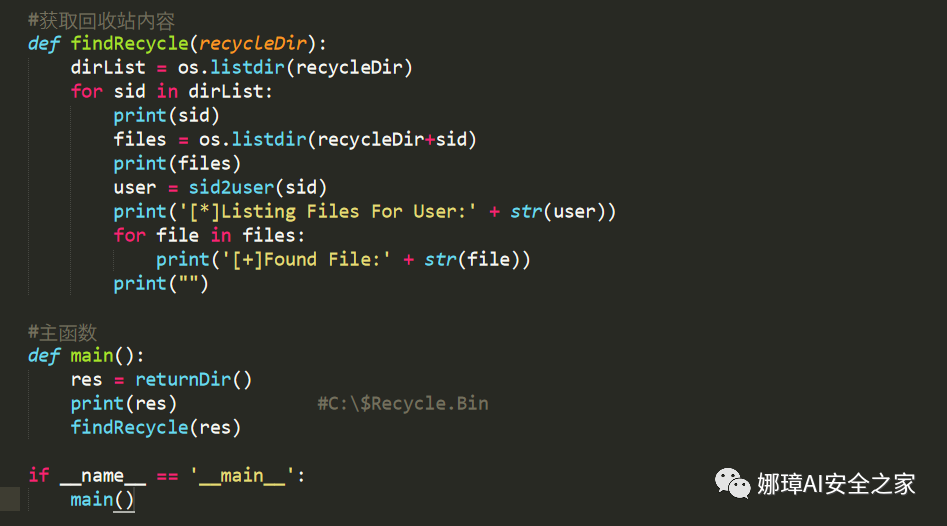 #获取回收站内容
def findRecycle(recycleDir):
    dirList = os.listdir(recycleDir)
    for sid in dirList:
        print(sid)
        files = os.listdir(recycleDir+sid)
        print(files)
        user = sid2user(sid)
        print('[*]Listing Files For User:' + str(user))
        for file in files:
            print('[+]Found File:' + str(file))
        print("")

#主函数
def main():
    res = returnDir()
    print(res)             #C:\$Recycle.Bin
    findRecycle(res)

if __name__ == '__main__':
    main()
娜璋AI安全之家